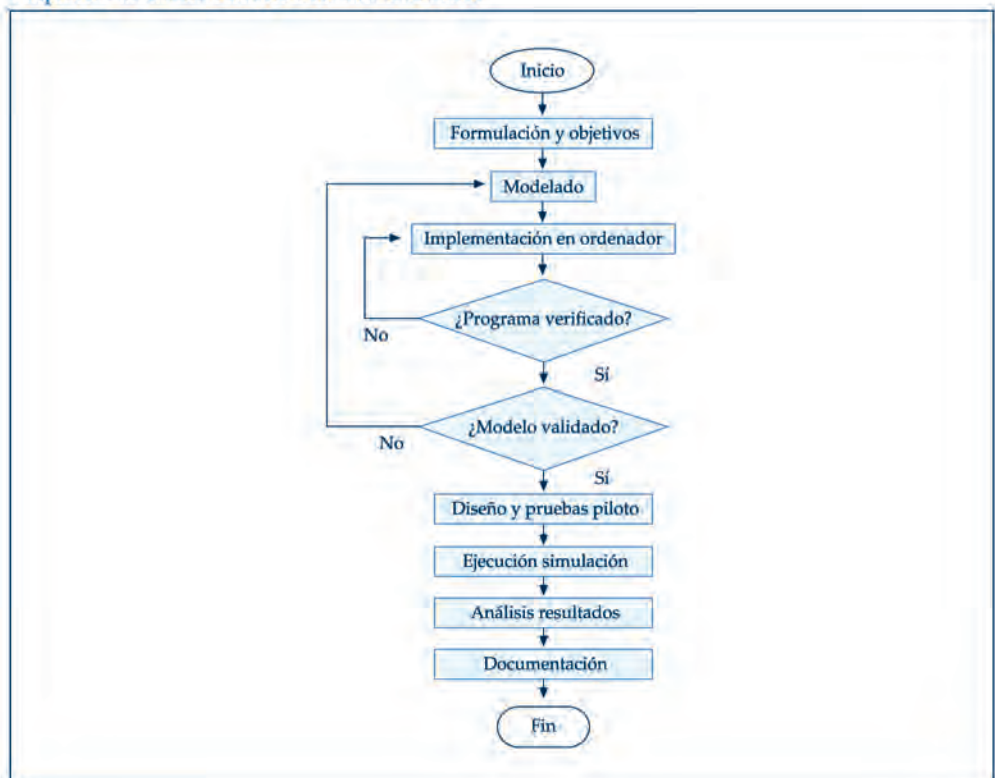 Inicio
Formulación y objetivos
Modelado
Implementación en ordenador
¿Programa verificado?
No
Sí
¿Modelo validado?
No
Sí
Diseño y pruebas piloto
Ejecución simulación
Análisis resultados
Documentación
Fin